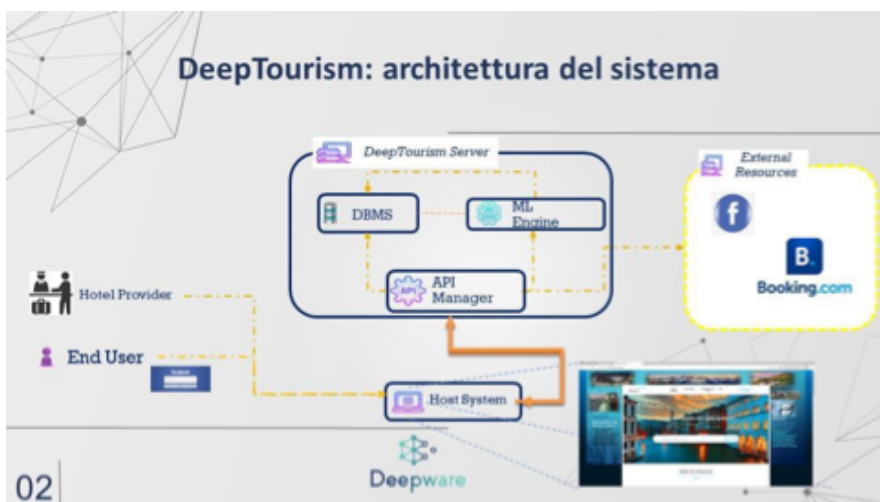 DeepTourism: architettura del sistema
DeepTourism Server
External
Resources
DBMS
ML
Engine
f
B.
Booking.com
API
API
Manager
Hotel Provider
End User
Host System
Deepware
02